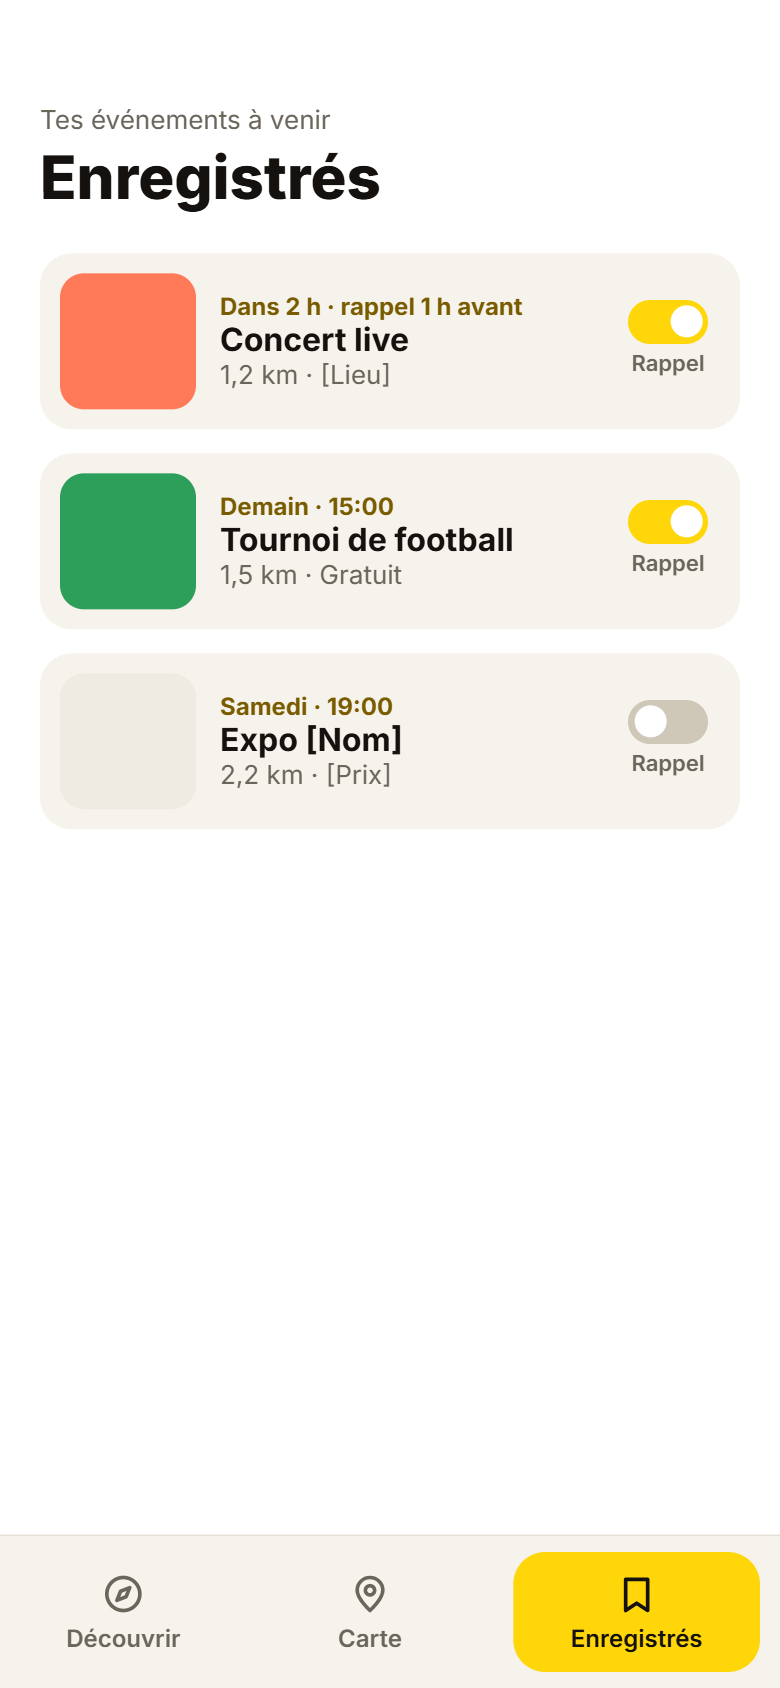 Tes événements à venir
Enregistrés
Dans 2 h · rappel 1 h avant
Concert live
1,2 km · [Lieu]
Rappel
Demain · 15:00
Tournoi de football
1,5 km · Gratuit
Rappel
Samedi · 19:00
Expo [Nom]
2,2 km · [Prix]
Rappel
Découvrir
Carte
Enregistrés